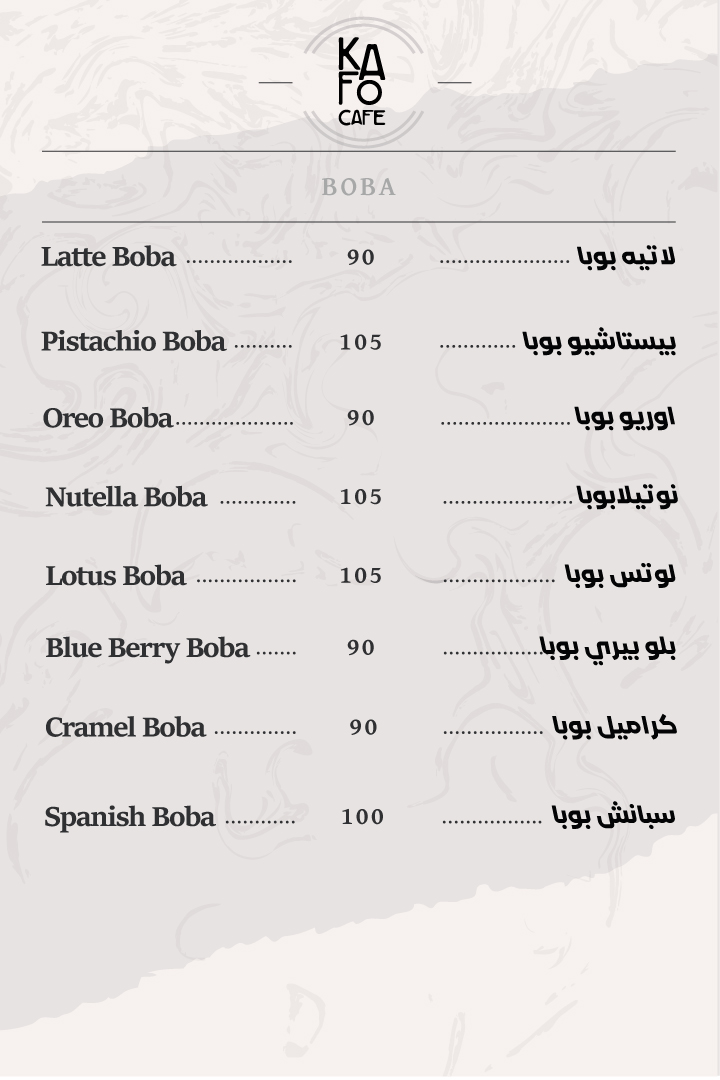 KA
FO
CAFE
BOBA
Latte Boba .................. 90 ...................... لاتيه بوبا
Pistachio Boba .......... 105 ............. بيستاشيو بوبا
Oreo Boba.................... 90 ...................... اوريو بوبا
Nutella Boba ............. 105 ......................نوتيلابوبا
Lotus Boba ................. 105 ................... لوتس بوبا
Blue Berry Boba ....... 90 .................بلو بيري بوبا
Cramel Boba .............. 90 ................. كراميل بوبا
Spanish Boba ............ 100 ................. سبانش بوبا